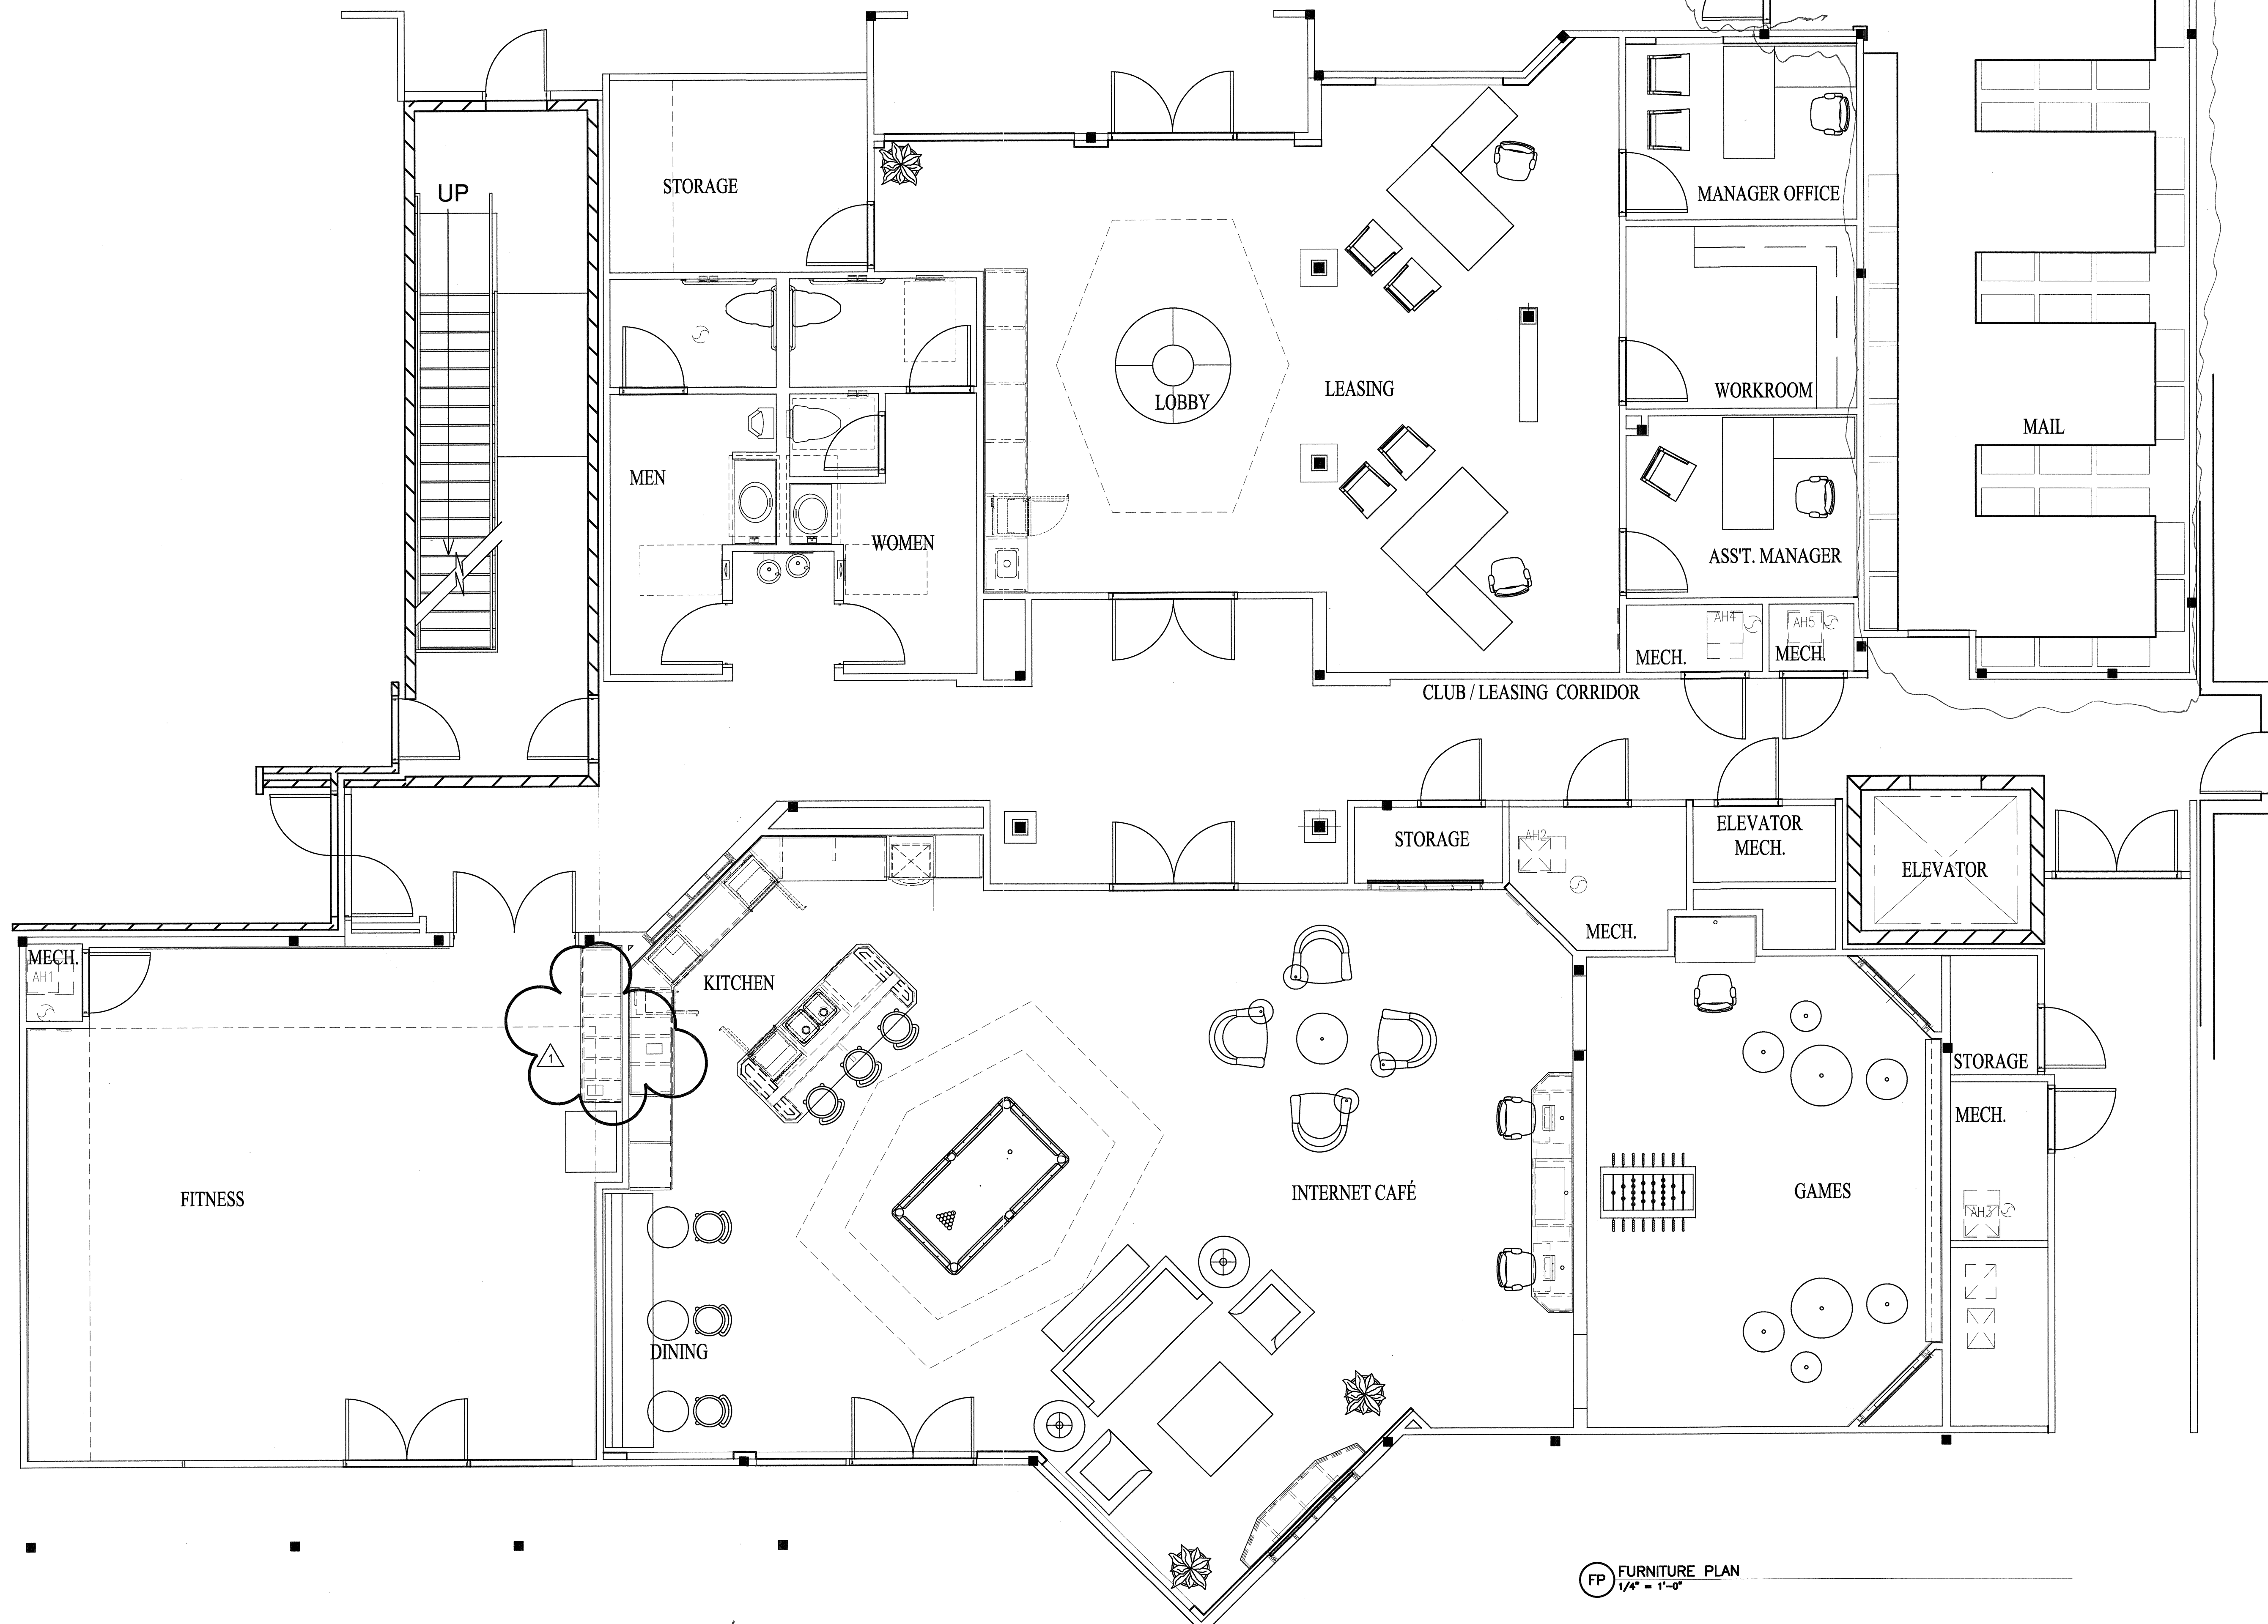 UP
STORAGE
MANAGER OFFICE
LEASING
LOBBY
WORKROOM
MAIL
MEN
WOMEN
ASS'T. MANAGER
AH4
AH5
MECH.
MECH.
CLUB / LEASING CORRIDOR
STORAGE
AH2
ELEVATOR
MECH.
ELEVATOR
MECH.
MECH.
AH1
KITCHEN
1
STORAGE
MECH.
FITNESS
INTERNET CAFÉ
GAMES
AH3
DINING
FP
FURNITURE PLAN
1/4" = 1'-0"